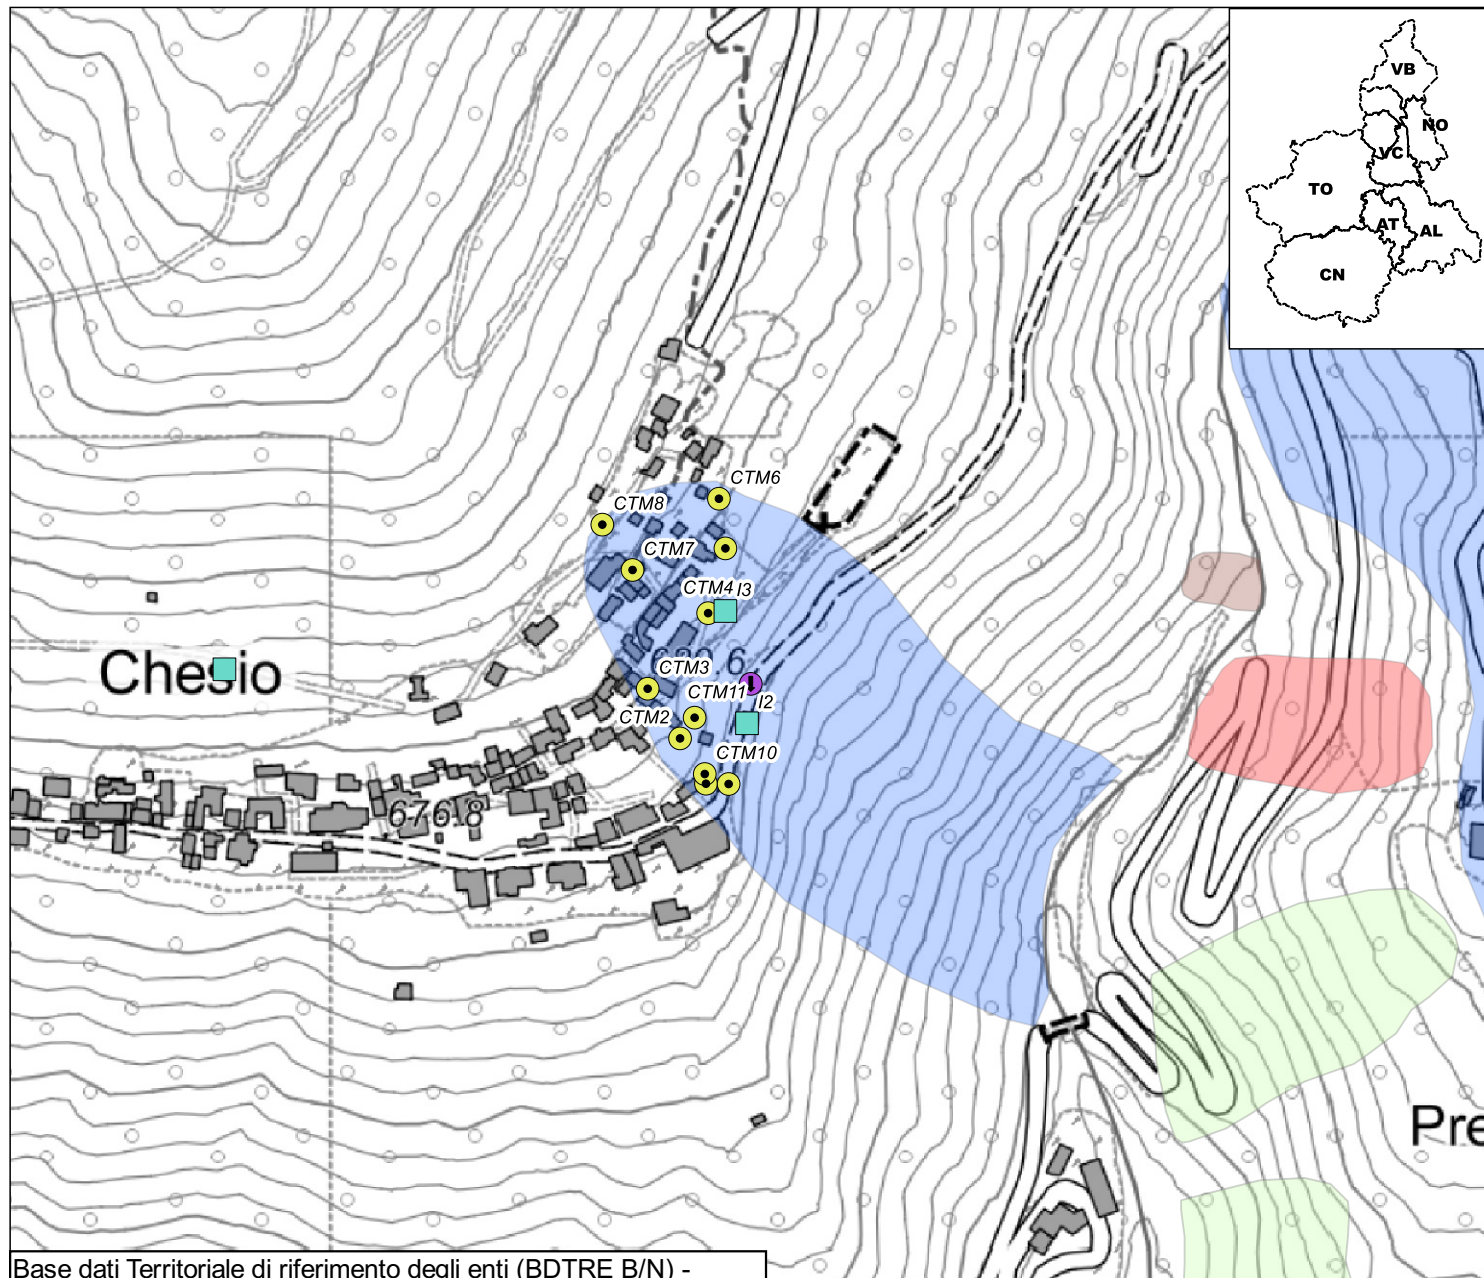 VB
NO
VC
TO
AT
AL
CN
CTM6
CTM8
CTM7
CTM4
I3
CTM3
CTM11
I2
CTM2
CTM10
Chesio
676.8
Pre
Base dati Territoriale di riferimento degli enti (BDTRE B/N) -